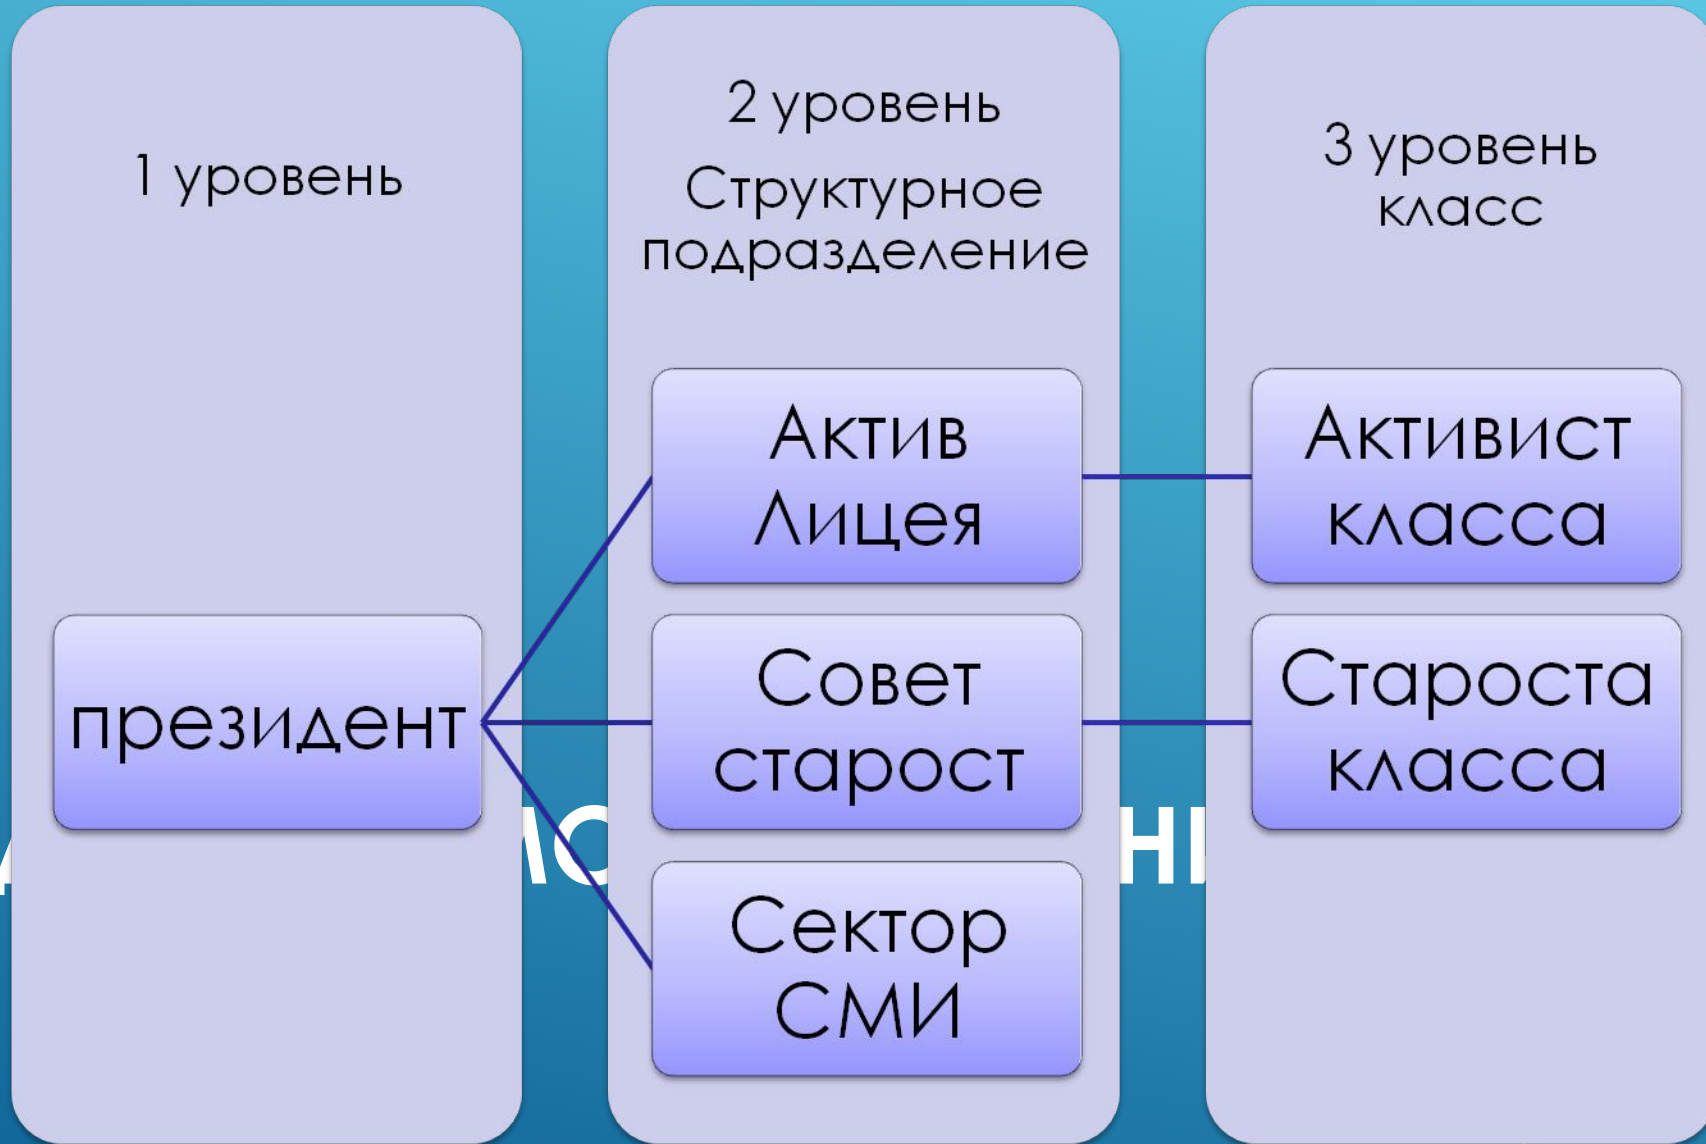 1 уровень
2 уровень
Структурное
подразделение
3 уровень
класс
президент
Актив
Лицея
Совет
старост
Сектор
СМИ
Активист
класса
Староста
класса